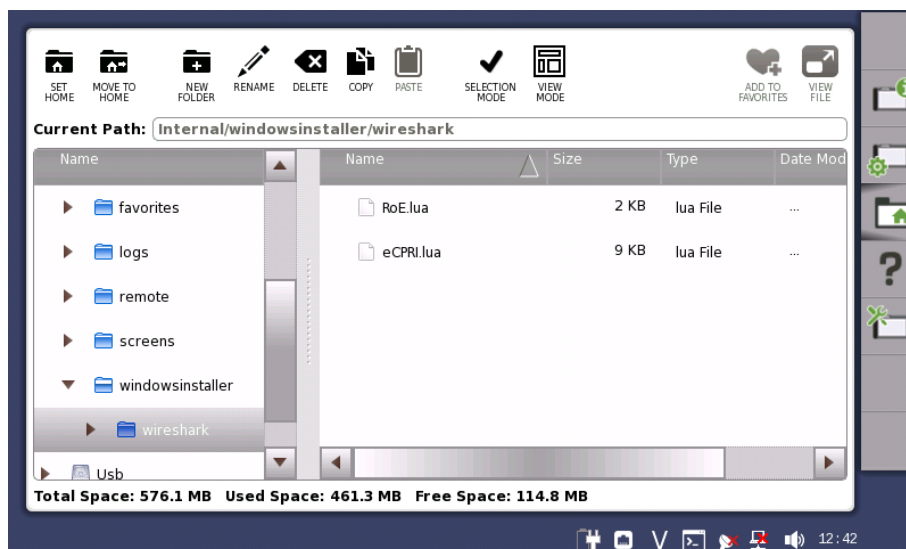 SET HOME
MOVE TO HOME
NEW FOLDER
RENAME
DELETE
COPY
PASTE
SELECTION MODE
VIEW MODE
ADD TO FAVORITES
VIEW FILE
Current Path: Internal/windowsinstaller/wireshark
Name
Name Size Type Date Mod
favorites
RoE.lua 2 KB lua File ...
logs
eCPRI.lua 9 KB lua File ...
remote
screens
windowsinstaller
wireshark
Usb
Total Space: 576.1 MB Used Space: 461.3 MB Free Space: 114.8 MB
V 12:42